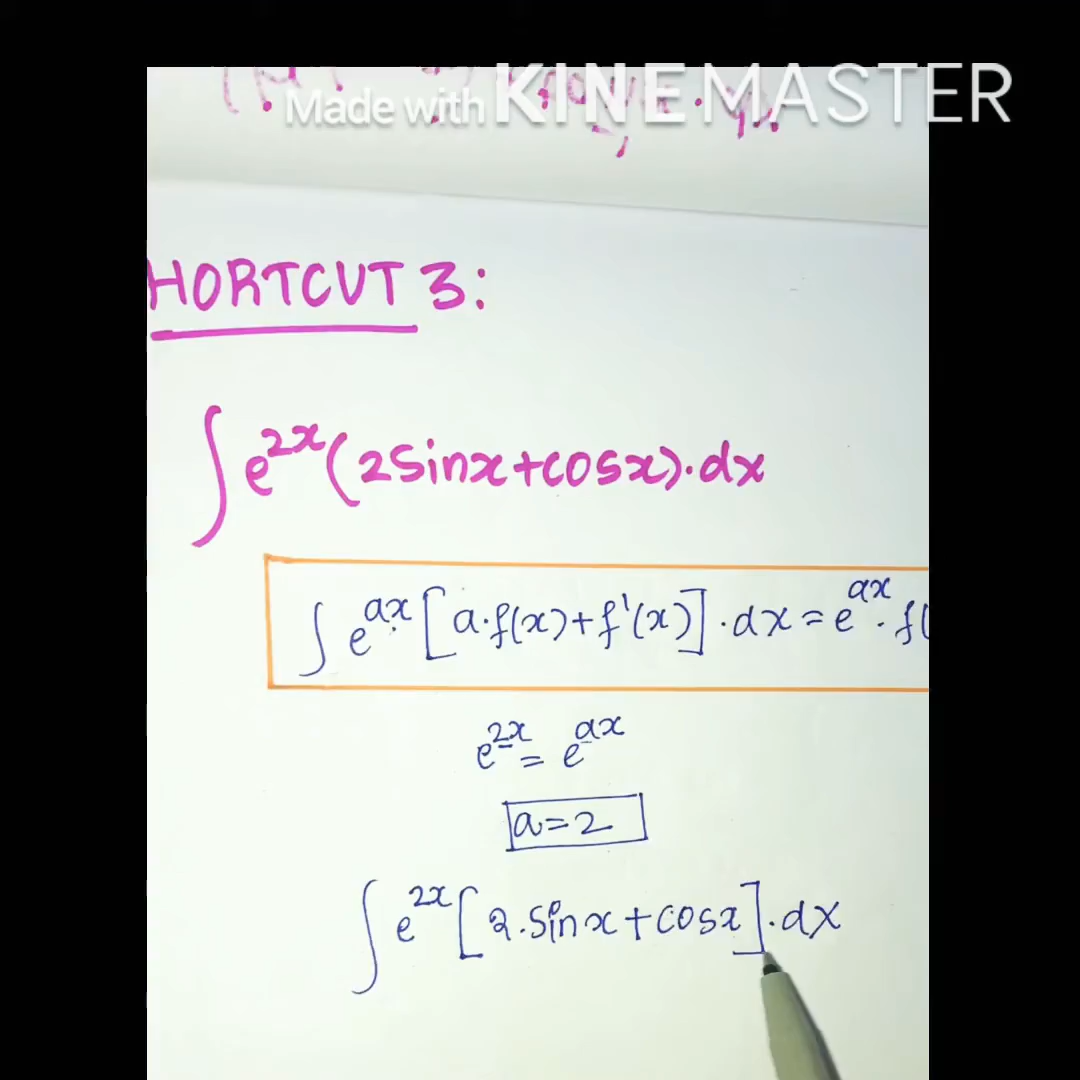 Made with KINEMASTER
HORTCUT 3:
∫e^{2x}(2sinx+cosx)·dx
∫e^{ax}[a·f(x)+f'(x)]·dx=e^{ax}·f(
e^{2x}=e^{ax}
a=2
∫e^{2x}[2·sinx+cosx]·dx